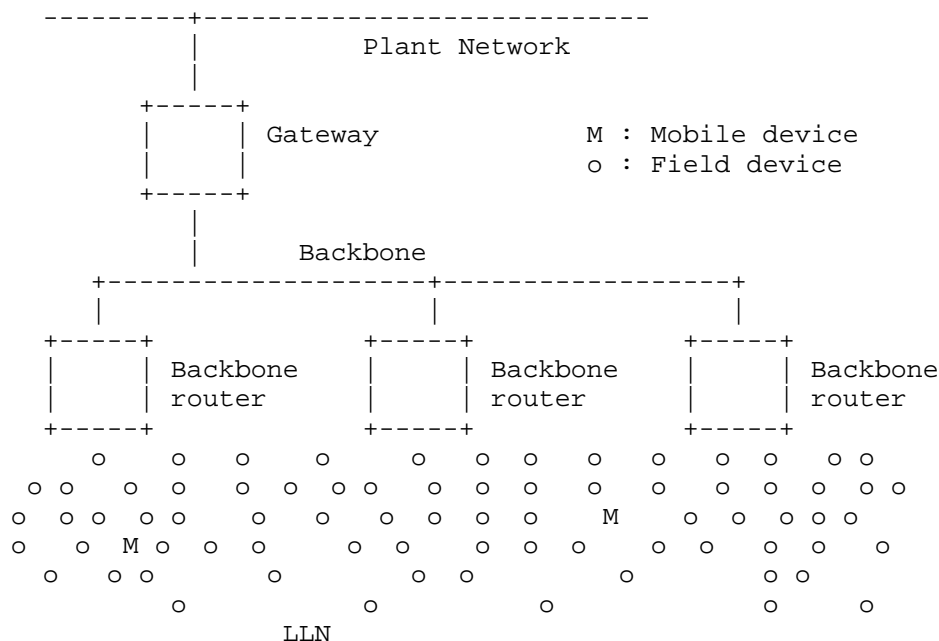 ---------+----------------------------
|          Plant Network
|
+-----+
|     | Gateway             M : Mobile device
|     |                     o : Field device
+-----+
|
|      Backbone
+--------------------+------------------+
|                    |                  |
+-----+             +-----+             +-----+
|     | Backbone    |     | Backbone    |     | Backbone
|     | router      |     | router      |     | router
+-----+             +-----+             +-----+
o    o   o    o     o   o  o   o   o   o  o   o o
o o   o  o   o  o  o o   o  o  o   o   o  o  o  o o
o  o o  o o    o   o   o  o  o  o    M    o  o  o o o
o   o  M o  o  o     o  o    o  o  o    o  o   o  o   o
o   o o       o        o  o         o        o o
o           o          o             o     o
LLN